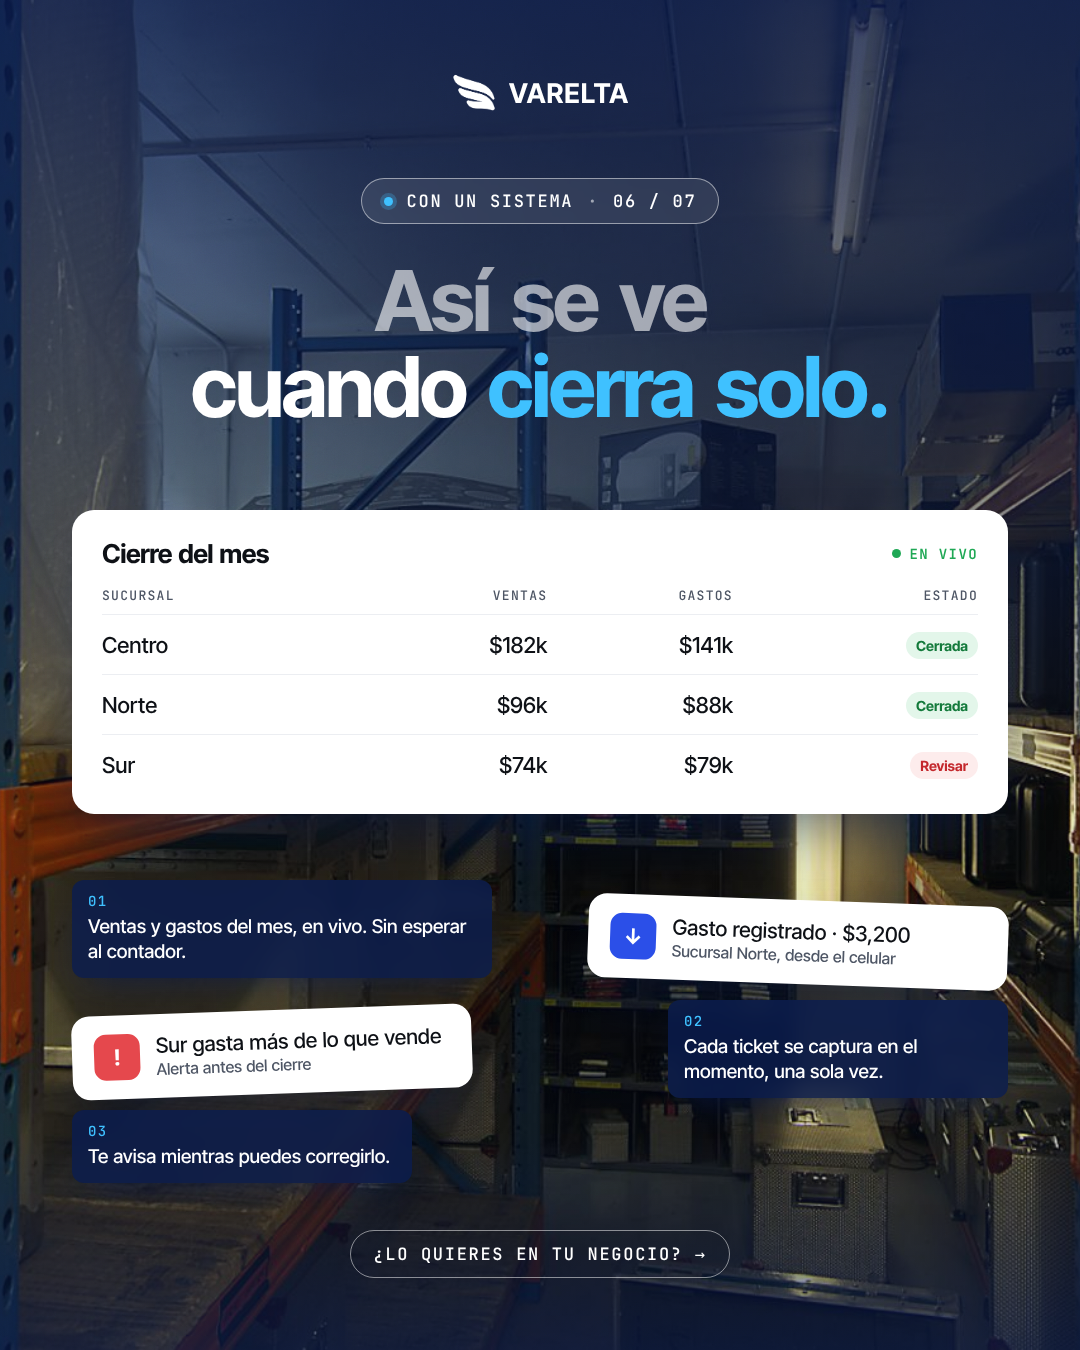 VARELTA
CON UN SISTEMA · 06 / 07
Así se ve
cuando cierra solo.
Cierre del mes
EN VIVO
SUCURSAL VENTAS GASTOS ESTADO
Centro $182k $141k Cerrada
Norte $96k $88k Cerrada
Sur $74k $79k Revisar
01
Ventas y gastos del mes, en vivo. Sin esperar
al contador.
Gasto registrado · $3,200
Sucursal Norte, desde el celular
02
Cada ticket se captura en el
momento, una sola vez.
!
Sur gasta más de lo que vende
Alerta antes del cierre
03
Te avisa mientras puedes corregirlo.
¿LO QUIERES EN TU NEGOCIO? →